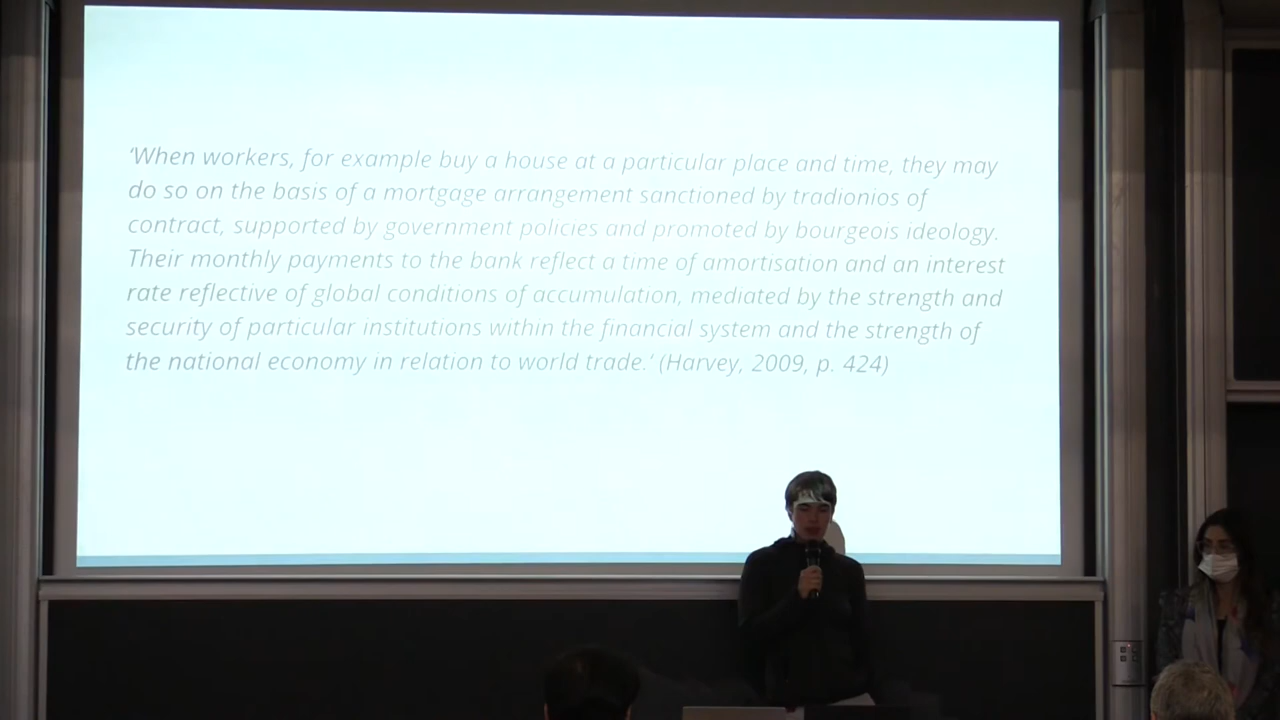 ‘When workers, for example buy a house at a particular place and time, they may
do so on the basis of a mortgage arrangement sanctioned by tradionios of
contract, supported by government policies and promoted by bourgeois ideology.
Their monthly payments to the bank reflect a time of amortisation and an interest
rate reflective of global conditions of accumulation, mediated by the strength and
security of particular institutions within the financial system and the strength of
the national economy in relation to world trade.‘ (Harvey, 2009, p. 424)